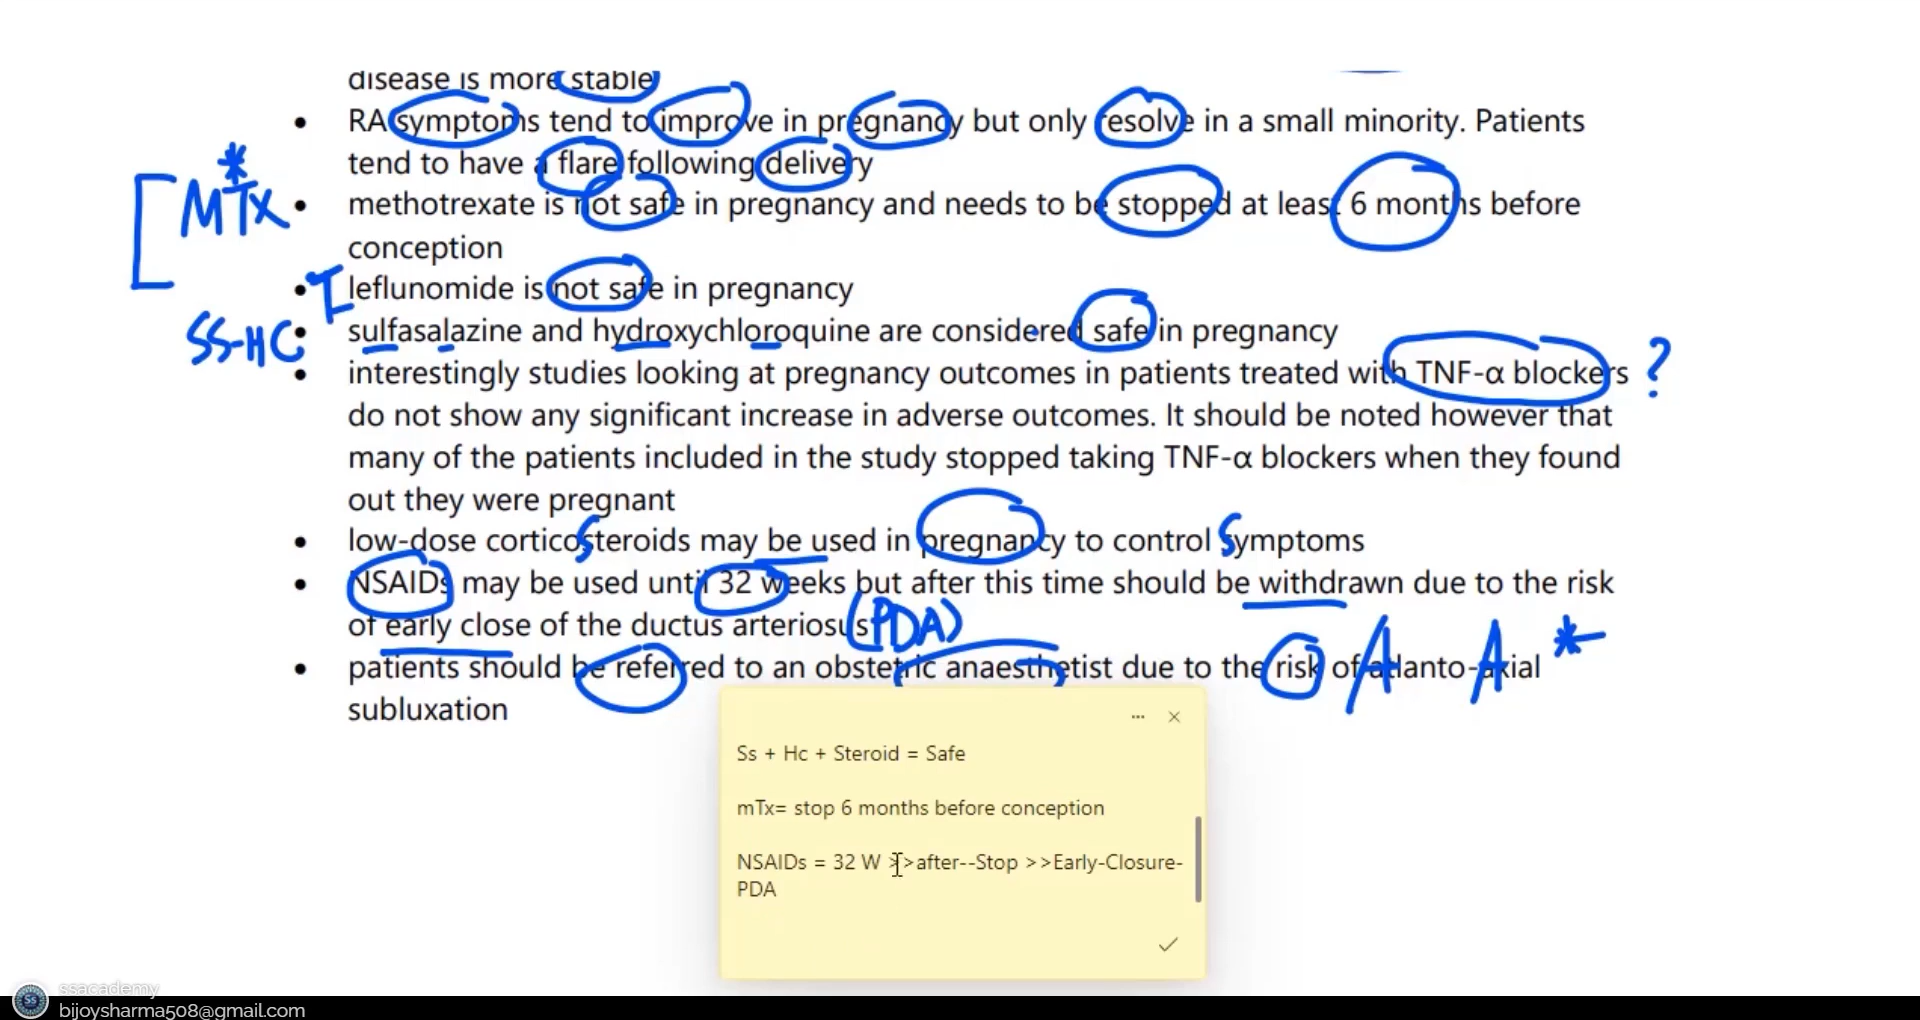 disease is more stable
• RA symptoms tend to improve in pregnancy but only resolve in a small minority. Patients
tend to have a flare following delivery
* MTx
• methotrexate is not safe in pregnancy and needs to be stopped at least 6 months before
conception
• leflunomide is not safe in pregnancy
SS-HC
• sulfasalazine and hydroxychloroquine are considered safe in pregnancy
• interestingly studies looking at pregnancy outcomes in patients treated with TNF-α blockers ?
do not show any significant increase in adverse outcomes. It should be noted however that
many of the patients included in the study stopped taking TNF-α blockers when they found
out they were pregnant
• low-dose corticosteroids may be used in pregnancy to control symptoms
• NSAIDs may be used until 32 weeks but after this time should be withdrawn due to the risk
of early close of the ductus arteriosus (PDA)
A A *
• patients should be referred to an obstetric anaesthetist due to the risk of atlanto-axial
subluxation
Ss + Hc + Steroid = Safe
mTx= stop 6 months before conception
NSAIDs = 32 W >>after--Stop >>Early-Closure-
PDA
Ss
ssacademy
bijoysharma508@gmail.com